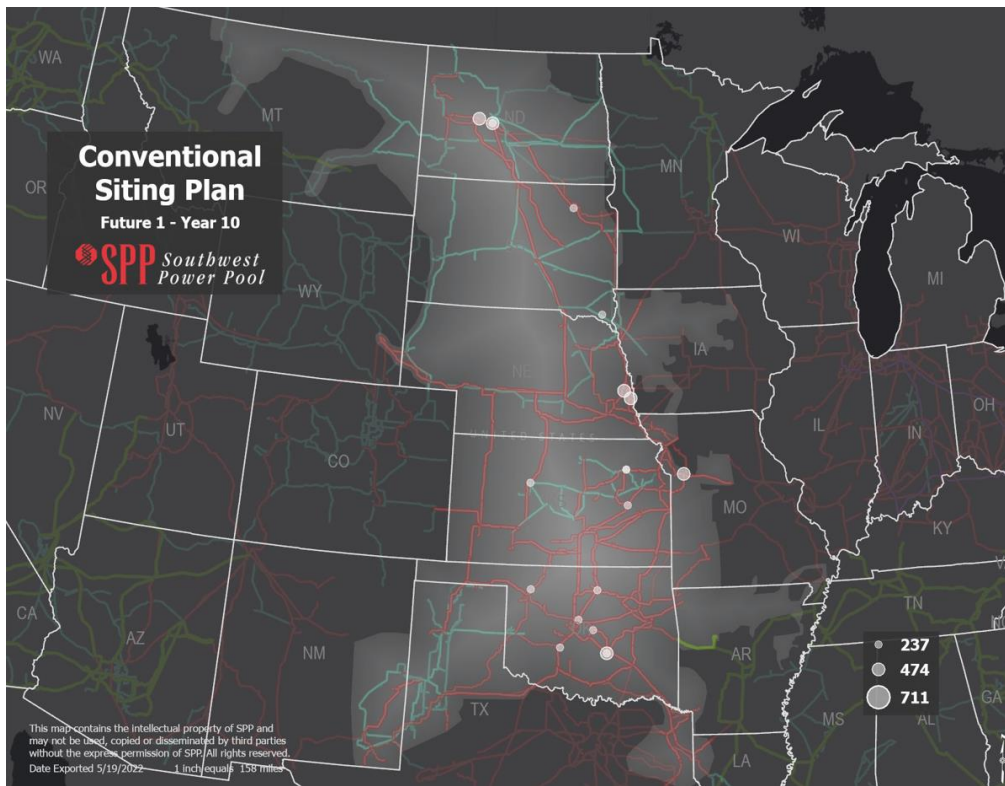 Conventional
Siting Plan
Future 1 - Year 10
SPP Southwest
Power Pool
WA
MT
ND
MN
OR
WI
MI
WY
IA
NE
NV
UT
CO
UNITED STATES
IL
IN
OH
MO
KY
CA
AZ
NM
TX
AR
TN
MS
AL
GA
LA
237
474
711
This map contains the intellectual property of SPP and
may not be used, copied or disseminated by third parties
without the express permission of SPP. All rights reserved.
Date Exported 5/19/2022 1 inch equals 158 miles